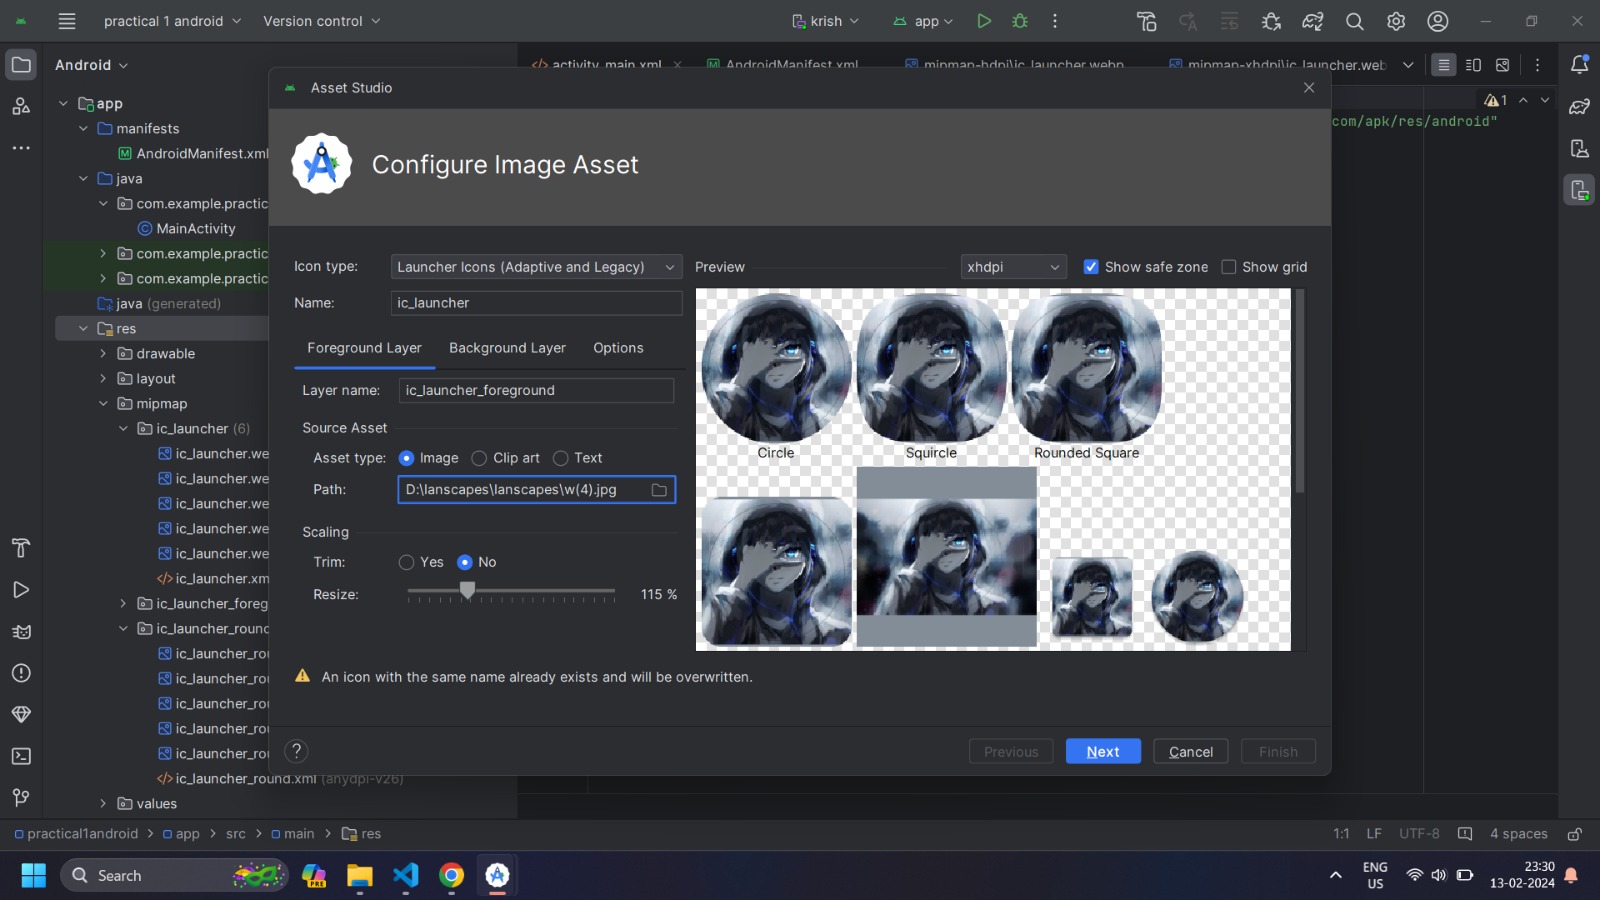 practical 1 android
Version control
krish
app
Android
activity_main.xml
AndroidManifest.xml
mipmap-hdpi\ic_launcher.webp
mipmap-xhdpi\ic_launcher.web
1
com/apk/res/android"
app
manifests
AndroidManifest.xml
java
com.example.practic
MainActivity
com.example.practic
com.example.practic
java (generated)
res
drawable
layout
mipmap
ic_launcher (6)
ic_launcher.we
ic_launcher.we
ic_launcher.we
ic_launcher.we
ic_launcher.we
ic_launcher.xm
ic_launcher_foreg
ic_launcher_round
ic_launcher_rou
ic_launcher_rou
ic_launcher_rou
ic_launcher_rou
ic_launcher_rou
ic_launcher_round.xml (anydpi-v26)
values
Asset Studio
Configure Image Asset
Icon type:
Launcher Icons (Adaptive and Legacy)
Name:
ic_launcher
Foreground Layer
Background Layer
Options
Layer name:
ic_launcher_foreground
Source Asset
Asset type:
Image
Clip art
Text
Path:
D:\lanscapes\lanscapes\w(4).jpg
Scaling
Trim:
Yes
No
Resize:
115 %
Preview
xhdpi
Show safe zone
Show grid
Circle
Squircle
Rounded Square
An icon with the same name already exists and will be overwritten.
?
Previous
Next
Cancel
Finish
practical1android
app
src
main
res
1:1
LF
UTF-8
4 spaces
Search
PRE
ENG
US
23:30
13-02-2024